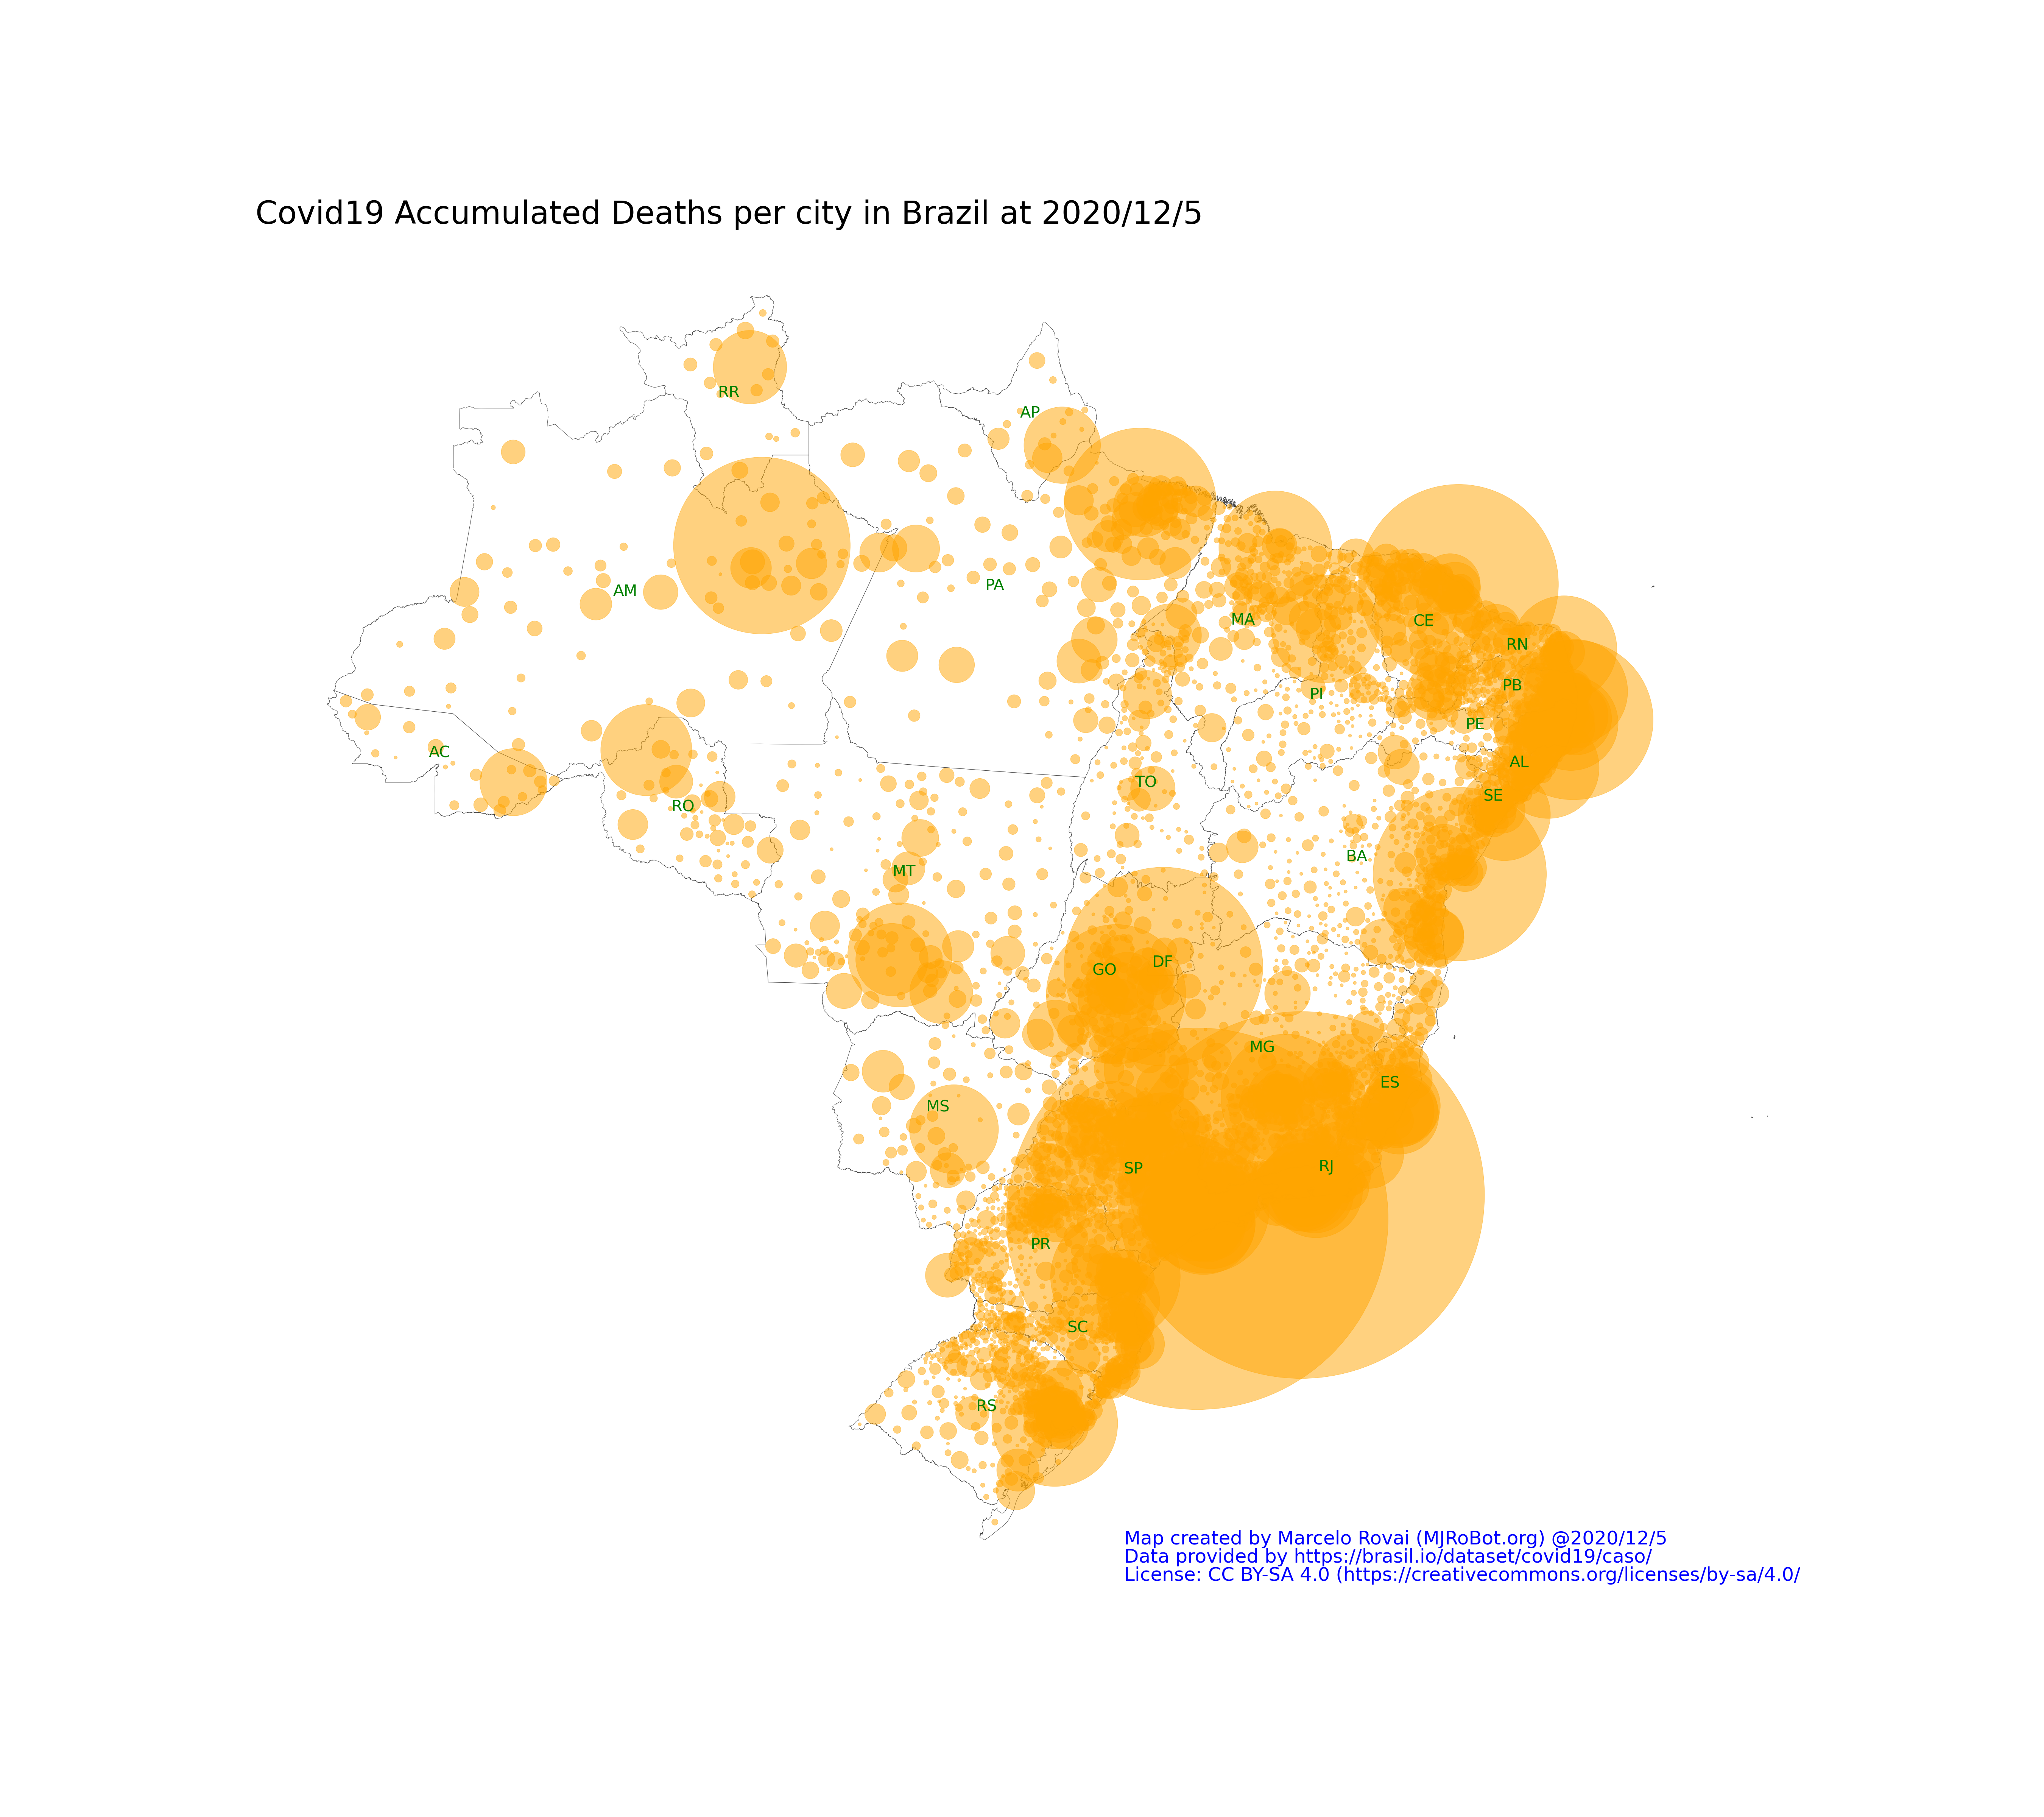 Covid19 Accumulated Deaths per city in Brazil at 2020/12/5
RR
AP
AM
PA
MA
CE
RN
PB
PI
PE
AC
AL
TO
SE
RO
BA
MT
DF
GO
MG
ES
MS
RJ
SP
PR
SC
RS
Map created by Marcelo Rovai (MJRoBot.org) @2020/12/5
Data provided by https://brasil.io/dataset/covid19/caso/
License: CC BY-SA 4.0 (https://creativecommons.org/licenses/by-sa/4.0/